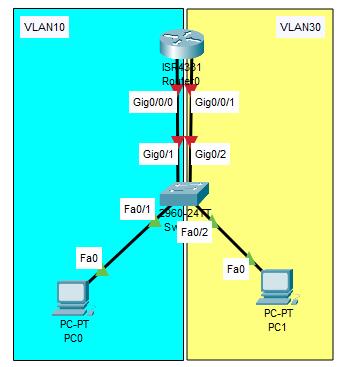 VLAN10
VLAN30
ISR4331
Router0
Gig0/0/0
Gig0/0/1
Gig0/1
Gig0/2
2960-24TT
Sw
Fa0/1
Fa0/2
Fa0
Fa0
PC-PT
PC0
PC-PT
PC1